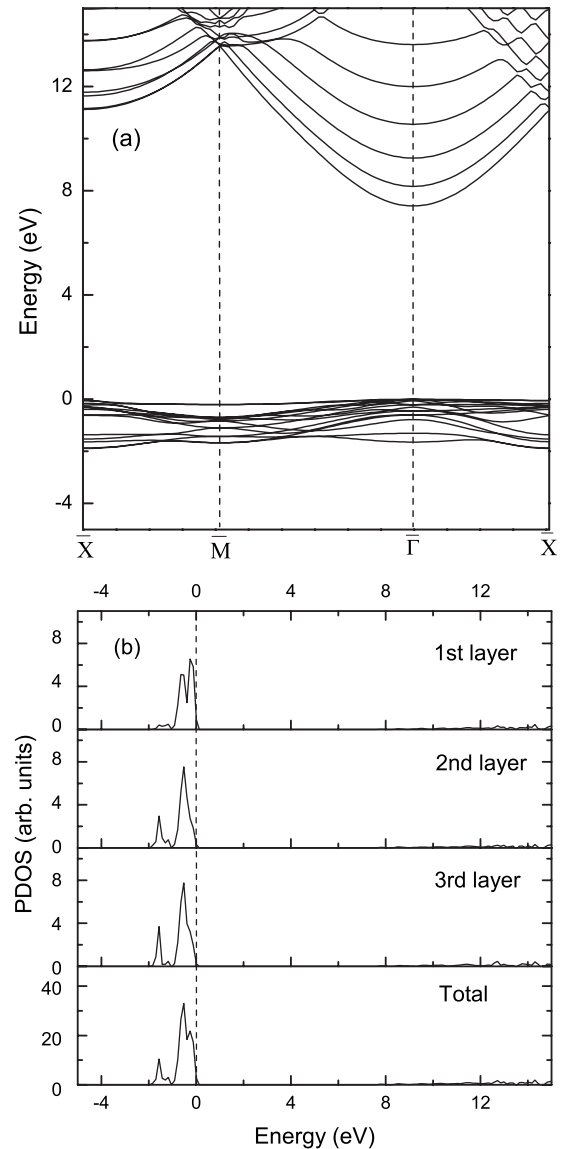 12
8
4
0
-4
Energy (eV)
(a)
X̅ M̅ Γ̅ X̅
-4 0 4 8 12
(b)
1st layer
8
4
0
2nd layer
8
4
0
3rd layer
8
4
0
Total
40
20
0
PDOS (arb. units)
-4 0 4 8 12
Energy (eV)